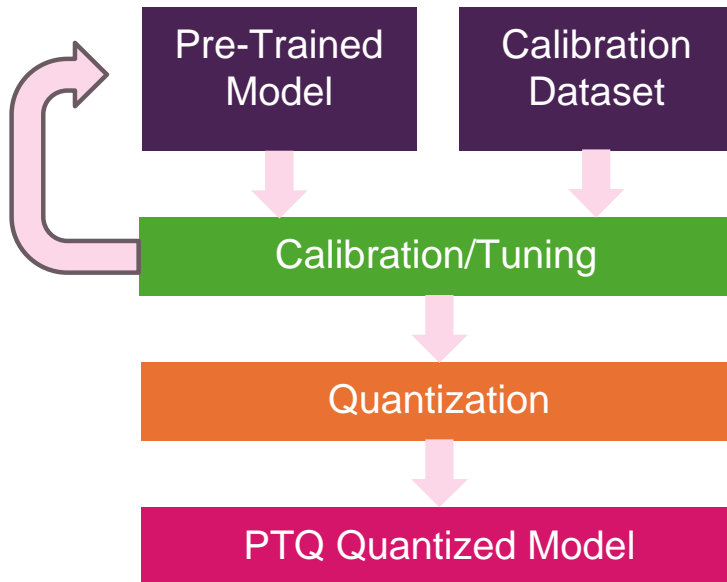 Pre-Trained
Model
Calibration
Dataset
Calibration/Tuning
Quantization
PTQ Quantized Model